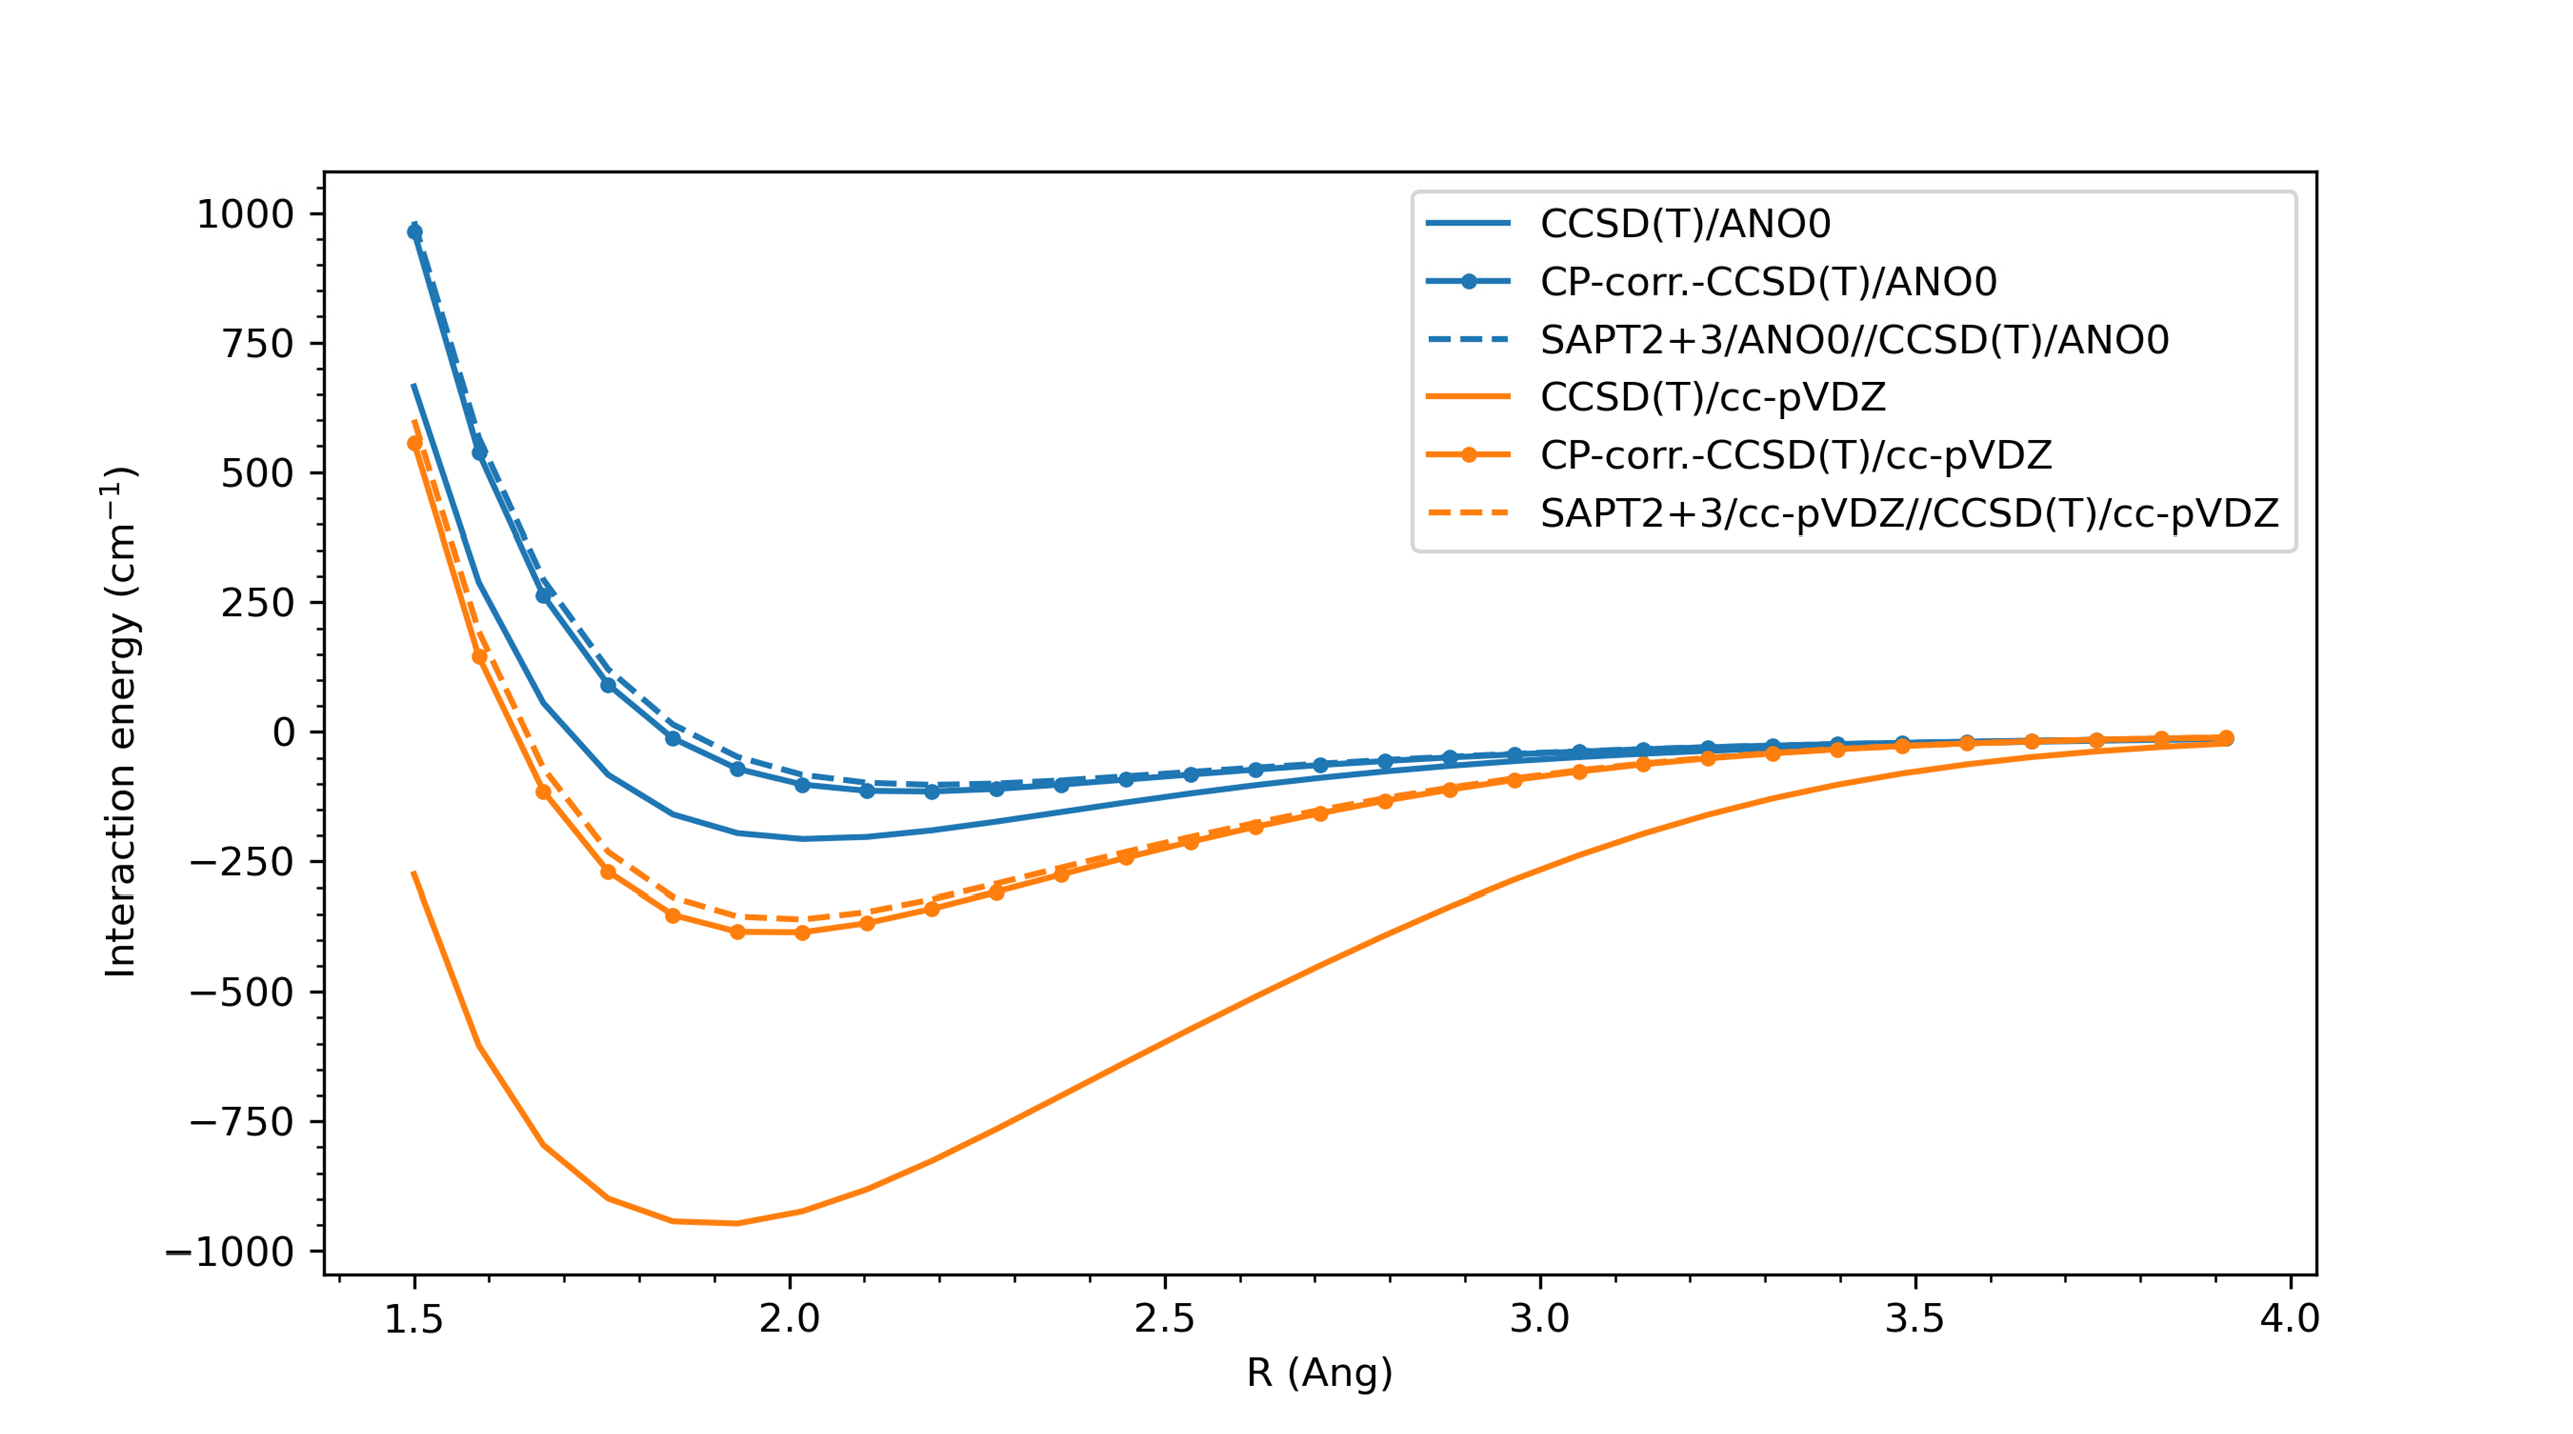 CCSD(T)/ANO0
CP-corr.-CCSD(T)/ANO0
SAPT2+3/ANO0//CCSD(T)/ANO0
CCSD(T)/cc-pVDZ
CP-corr.-CCSD(T)/cc-pVDZ
SAPT2+3/cc-pVDZ//CCSD(T)/cc-pVDZ
Interaction energy (cm⁻¹)
1000
750
500
250
0
−250
−500
−750
−1000
1.5 2.0 2.5 3.0 3.5 4.0
R (Ang)